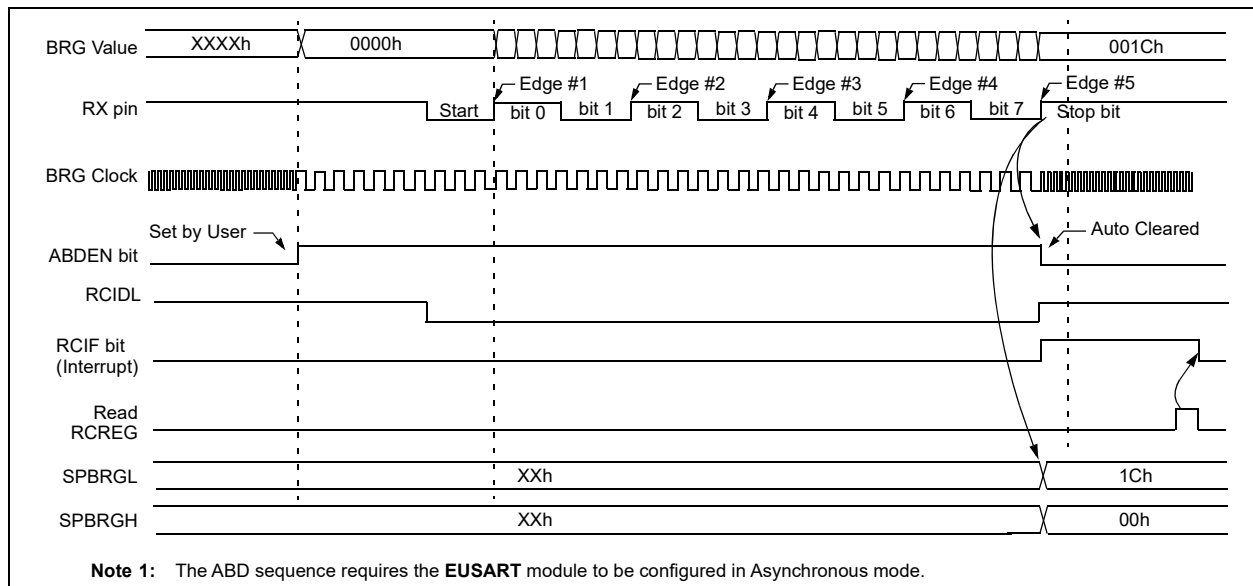 BRG Value XXXXh 0000h 001Ch
Edge #1 Edge #2 Edge #3 Edge #4 Edge #5
RX pin Start bit 0 bit 1 bit 2 bit 3 bit 4 bit 5 bit 6 bit 7 Stop bit
BRG Clock
Set by User Auto Cleared
ABDEN bit
RCIDL
RCIF bit
(Interrupt)
Read
RCREG
SPBRGL XXh 1Ch
SPBRGH XXh 00h
Note 1: The ABD sequence requires the EUSART module to be configured in Asynchronous mode.